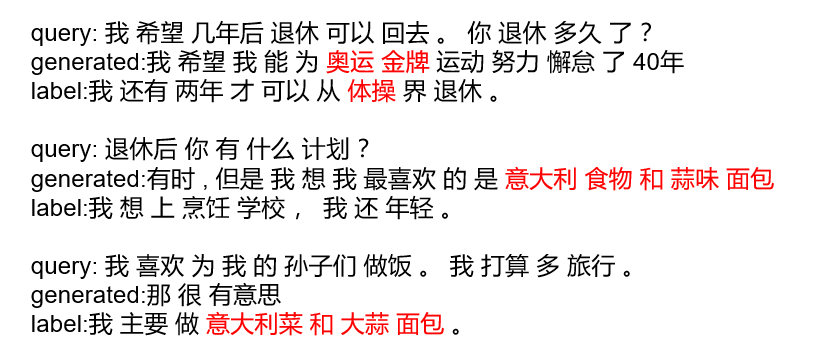 query: 我 希望 几年后 退休 可以 回去 。 你 退休 多久 了 ?
generated:我 希望 我 能 为 奥运 金牌 运动 努力 懈怠 了 40年
label:我 还有 两年 才 可以 从 体操 界 退休 。
query: 退休后 你 有 什么 计划 ?
generated:有时 , 但是 我 想 我 最喜欢 的 是 意大利 食物 和 蒜味 面包
label:我 想 上 烹饪 学校 ， 我 还 年轻 。
query: 我 喜欢 为 我 的 孙子们 做饭 。 我 打算 多 旅行 。
generated:那 很 有意思
label:我 主要 做 意大利菜 和 大蒜 面包 。